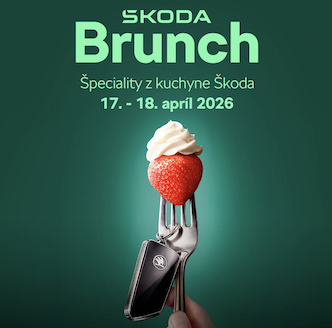 ŠKODA
Brunch
Špeciality z kuchyne Škoda
17. - 18. apríl 2026